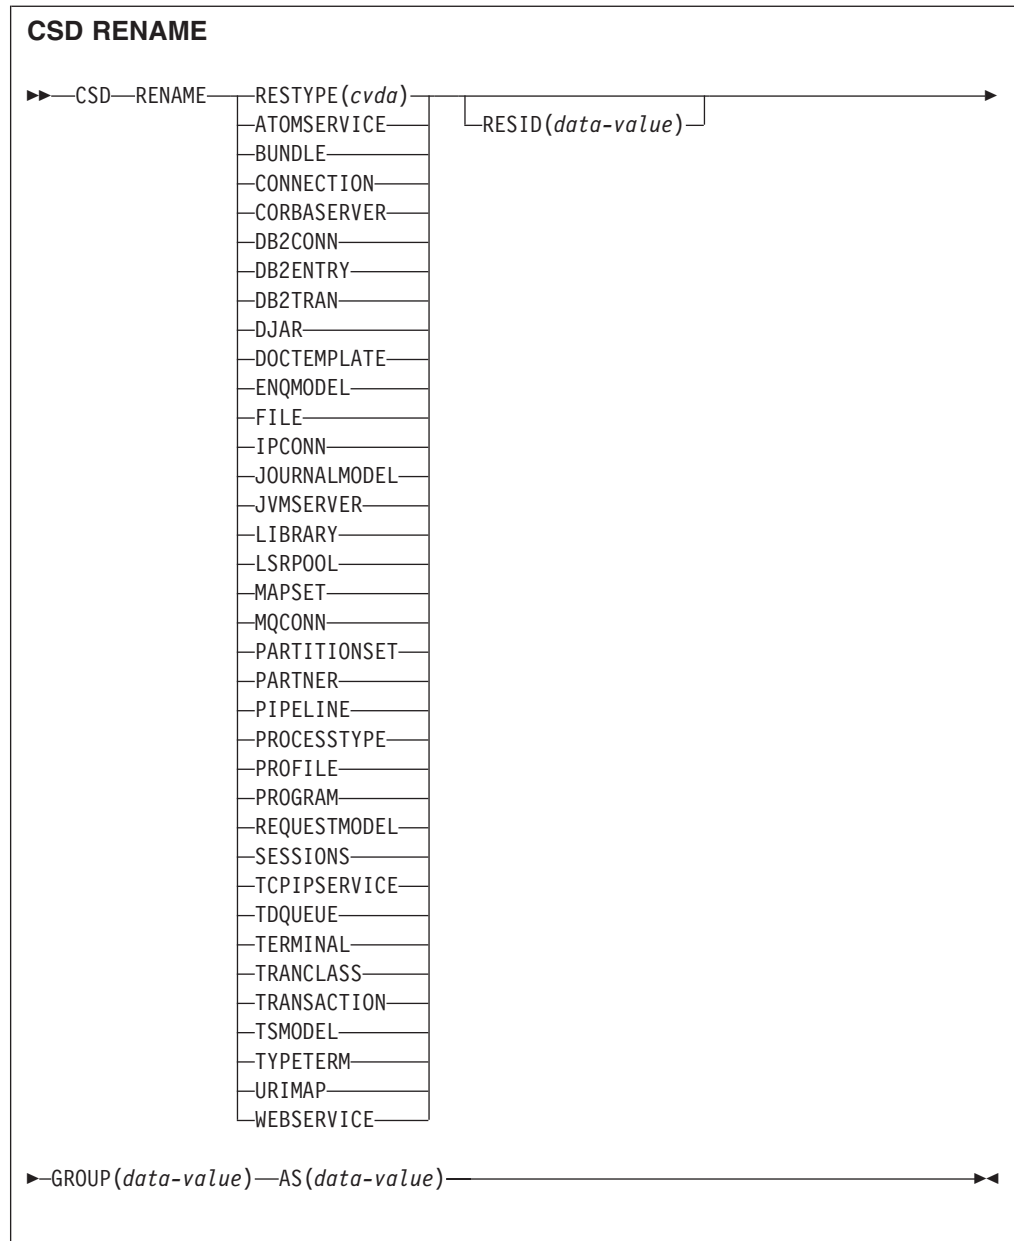 CSD RENAME
CSD RENAME RESTYPE(cvda)
RESID(data-value)
ATOMSERVICE
BUNDLE
CONNECTION
CORBASERVER
DB2CONN
DB2ENTRY
DB2TRAN
DJAR
DOCTEMPLATE
ENQMODEL
FILE
IPCONN
JOURNALMODEL
JVMSERVER
LIBRARY
LSRPOOL
MAPSET
MQCONN
PARTITIONSET
PARTNER
PIPELINE
PROCESSTYPE
PROFILE
PROGRAM
REQUESTMODEL
SESSIONS
TCPIPSERVICE
TDQUEUE
TERMINAL
TRANCLASS
TRANSACTION
TSMODEL
TYPETERM
URIMAP
WEBSERVICE
GROUP(data-value) AS(data-value)